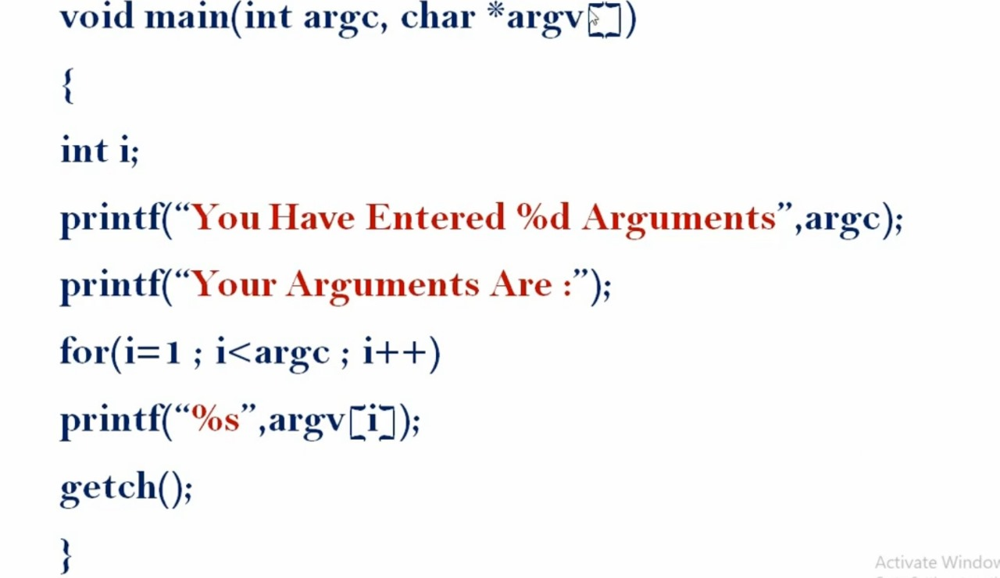 void main(int argc, char *argv[])
{
int i;
printf(“You Have Entered %d Arguments”,argc);
printf(“Your Arguments Are :”);
for(i=1 ; i<argc ; i++)
printf(“%s”,argv[i]);
getch();
}
Activate